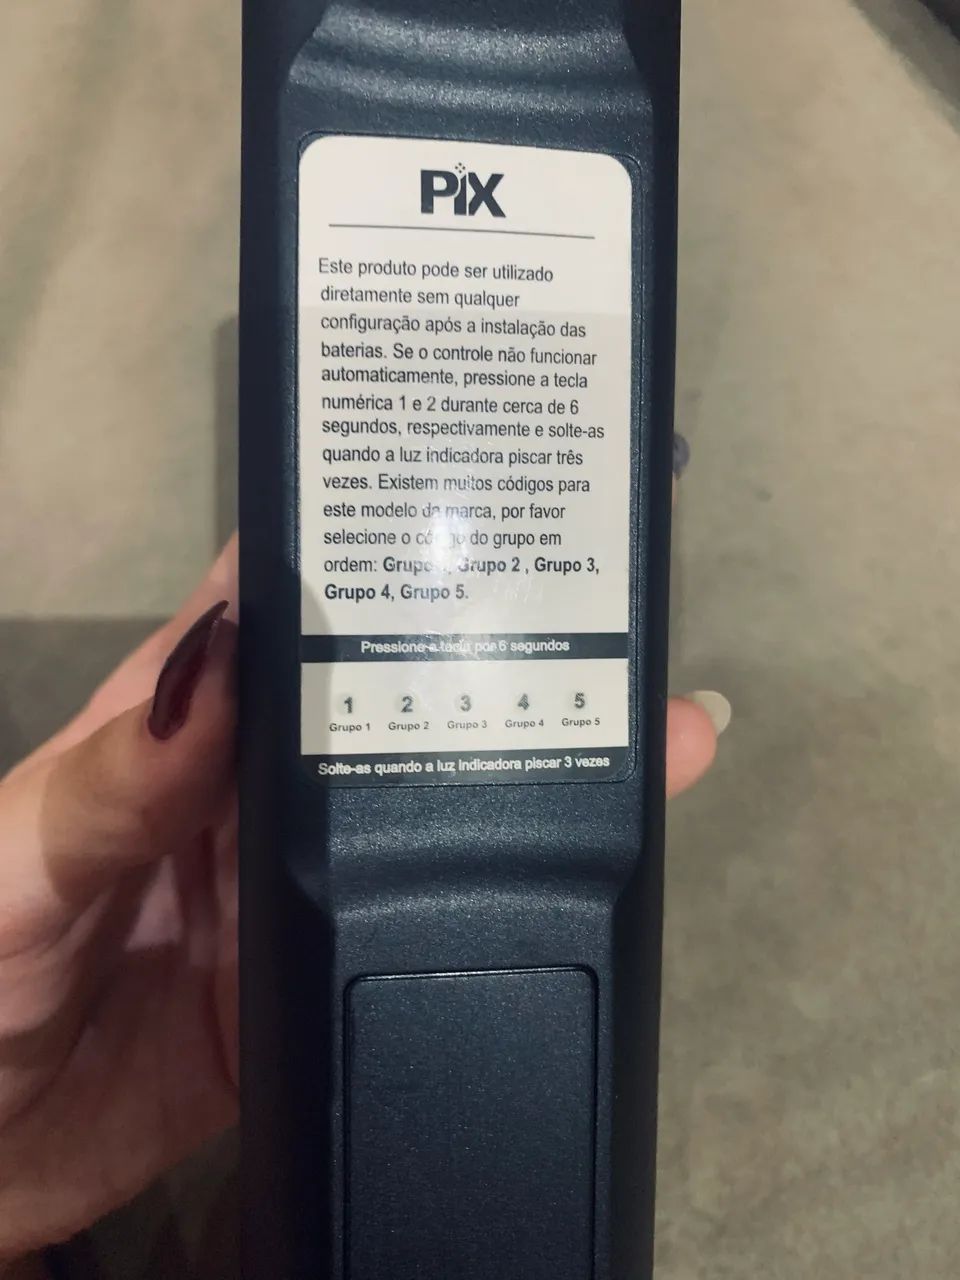 PiX
Este produto pode ser utilizado
diretamente sem qualquer
configuração após a instalação das
baterias. Se o controle não funcionar
automaticamente, pressione a tecla
numérica 1 e 2 durante cerca de 6
segundos, respectivamente e solte-as
quando a luz indicadora piscar três
vezes. Existem muitos códigos para
este modelo da marca, por favor
selecione o código do grupo em
ordem: Grupo 1, Grupo 2 , Grupo 3,
Grupo 4, Grupo 5.
Pressione a tecla por 6 segundos
1 2 3 4 5
Grupo 1 Grupo 2 Grupo 3 Grupo 4 Grupo 5
Solte-as quando a luz indicadora piscar 3 vezes